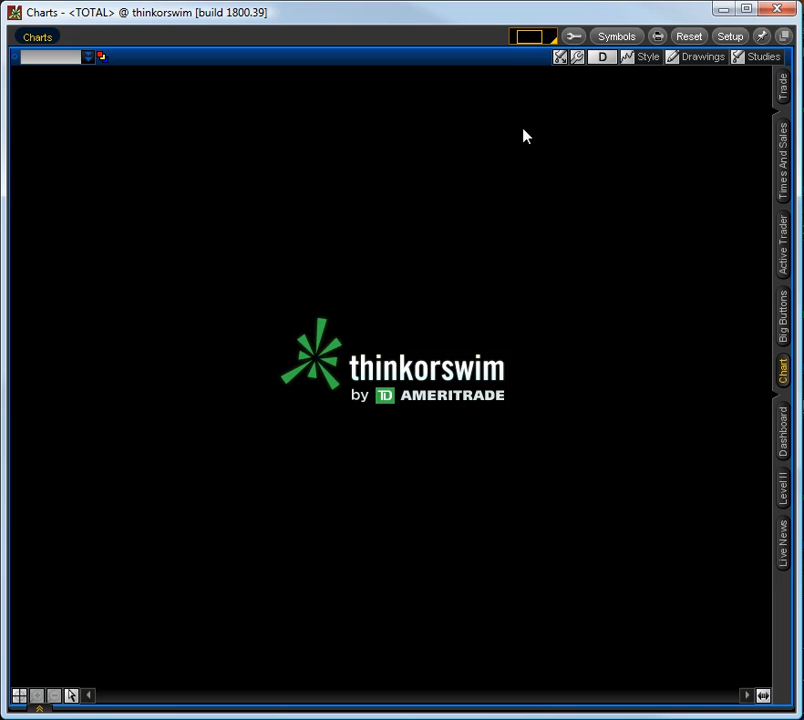 Charts - <TOTAL> @ thinkorswim [build 1800.39]
Charts
Symbols
Reset
Setup
D
Style
Drawings
Studies
Trade
Times And Sales
Active Trader
Big Buttons
Chart
Dashboard
Level II
Live News
thinkorswim
by TD AMERITRADE